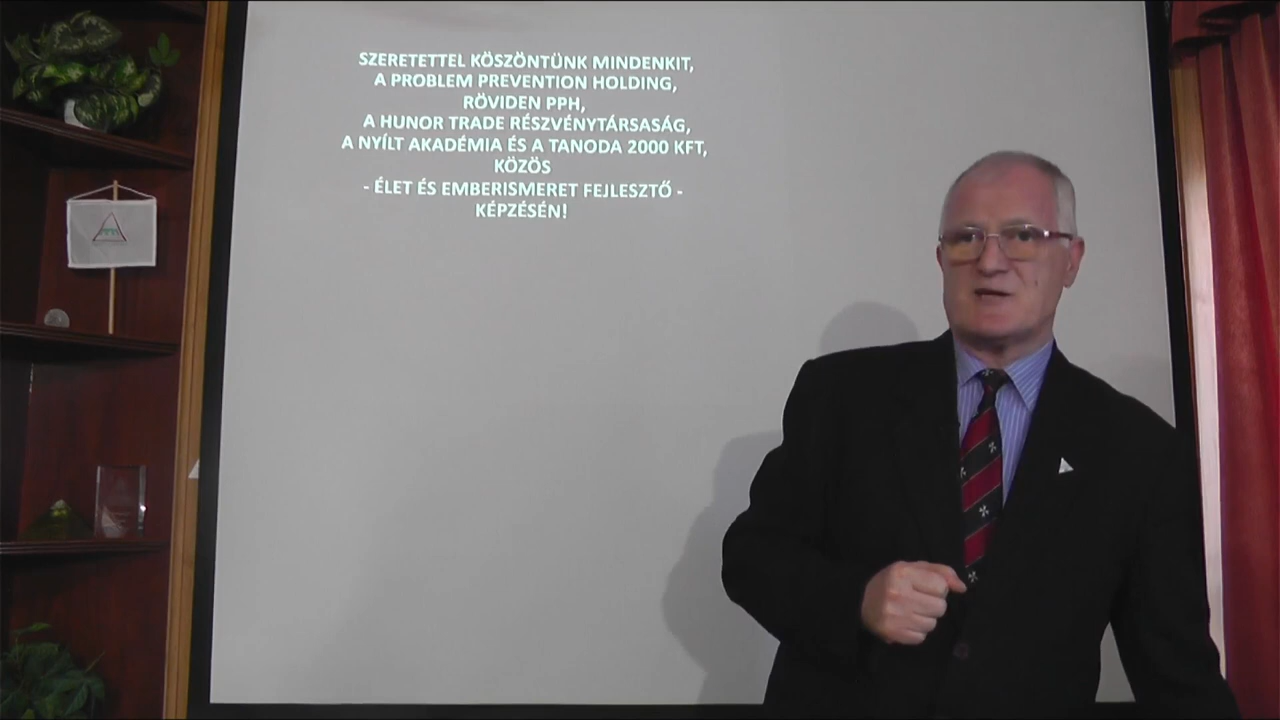 SZERETETTEL KÖSZÖNTÜNK MINDENKIT,
A PROBLEM PREVENTION HOLDING,
RÖVIDEN PPH,
A HUNOR TRADE RÉSZVÉNYTÁRSASÁG,
A NYÍLT AKADÉMIA ÉS A TANODA 2000 KFT,
KÖZÖS
- ÉLET ÉS EMBERISMERET FEJLESZTŐ -
KÉPZÉSÉN!